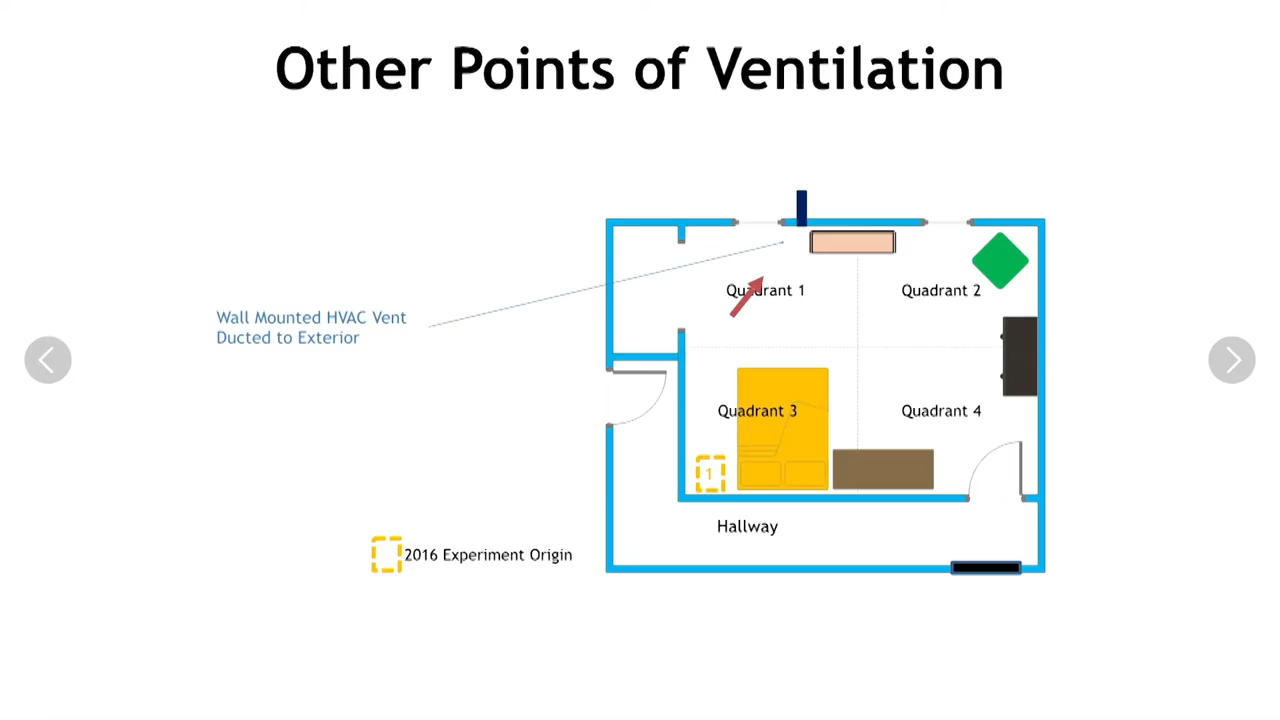 Other Points of Ventilation
Quadrant 1
Quadrant 2
Wall Mounted HVAC Vent
Ducted to Exterior
Quadrant 3
Quadrant 4
1
Hallway
2016 Experiment Origin